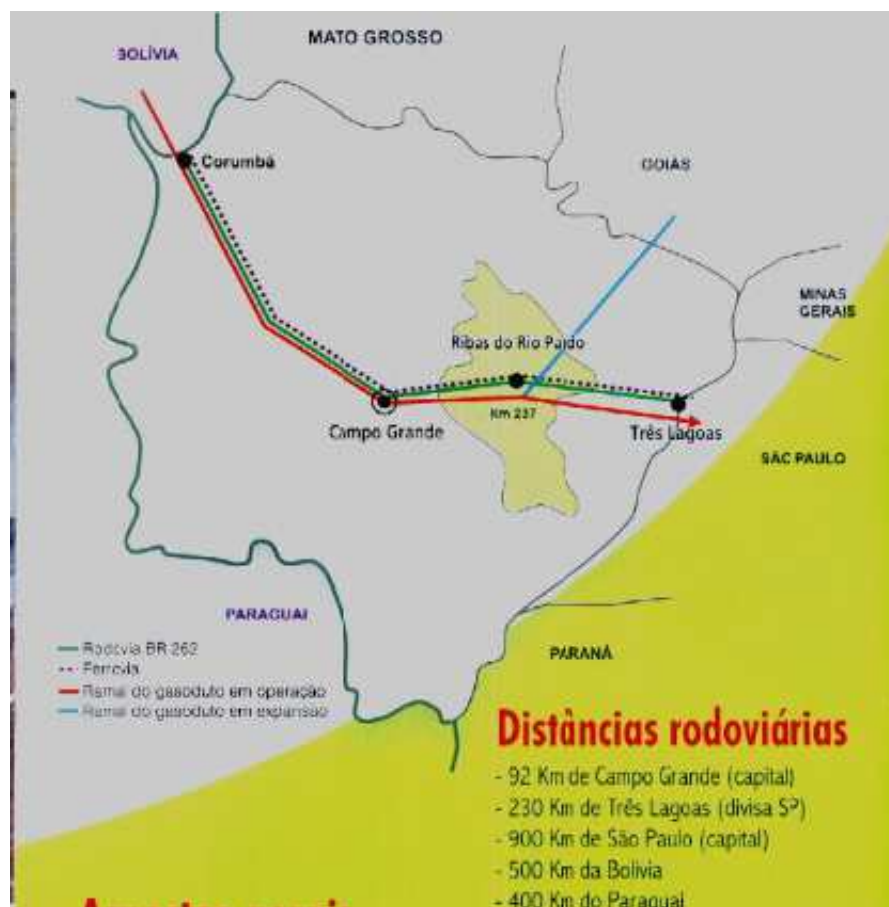 MATO GROSSO
BOLÍVIA
Corumbá
GOIAS
MINAS
GERAIS
Ribas do Rio Pardo
Km 237
Campo Grande
Três Lagoas
SÃO PAULO
PARAGUAI
PARANÁ
Rodovia BR 262
Ferrovia
Ramal do gasoduto em operação
Ramal do gasoduto em expansão
Distâncias rodoviárias
- 92 Km de Campo Grande (capital)
- 230 Km de Três Lagoas (divisa SP)
- 900 Km de São Paulo (capital)
- 500 Km da Bolivia
- 400 Km do Paraguai